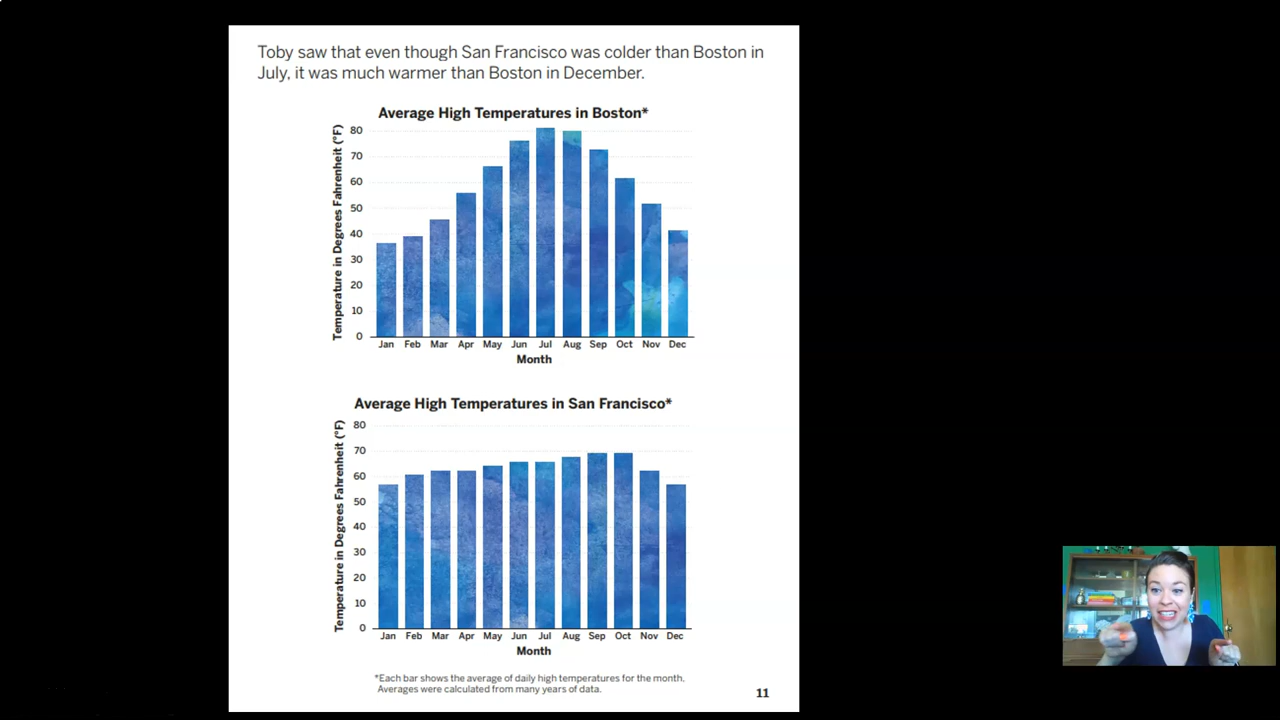 Toby saw that even though San Francisco was colder than Boston in
July, it was much warmer than Boston in December.
Average High Temperatures in Boston*
Temperature in Degrees Fahrenheit (°F)
80
70
60
50
40
30
20
10
0
Jan Feb Mar Apr May Jun Jul Aug Sep Oct Nov Dec
Month
Average High Temperatures in San Francisco*
Temperature in Degrees Fahrenheit (°F)
80
70
60
50
40
30
20
10
0
Jan Feb Mar Apr May Jun Jul Aug Sep Oct Nov Dec
Month
*Each bar shows the average of daily high temperatures for the month.
Averages were calculated from many years of data.
11